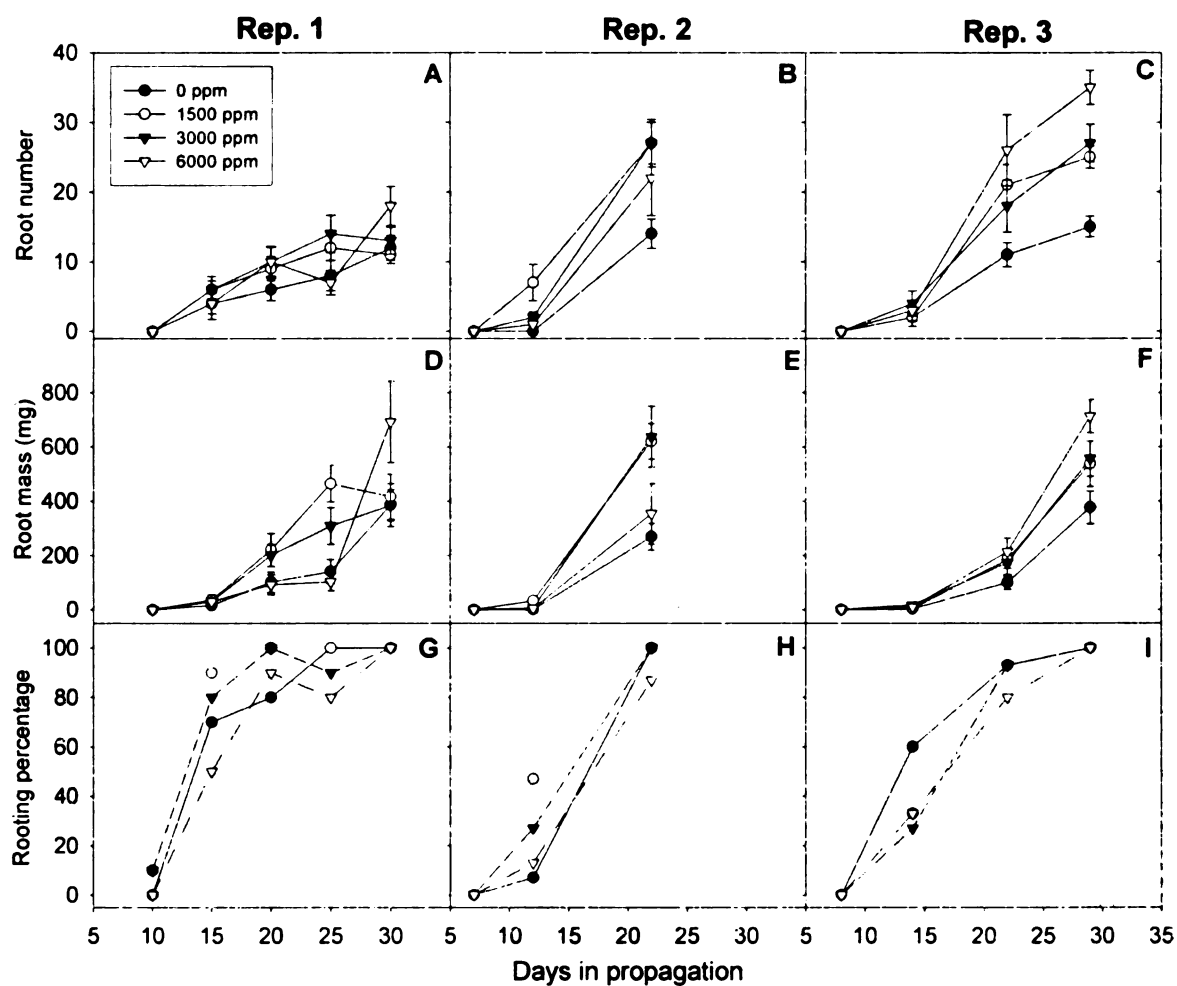 Rep. 1 Rep. 2 Rep. 3
40 A B C
0 ppm
1500 ppm
3000 ppm
6000 ppm
30
20
10
0
Root number
D E F
800
600
400
200
0
Root mass (mg)
100 G H I
80
60
40
20
0
Rooting percentage
5 10 15 20 25 30 5 10 15 20 25 30 5 10 15 20 25 30 35
Days in propagation